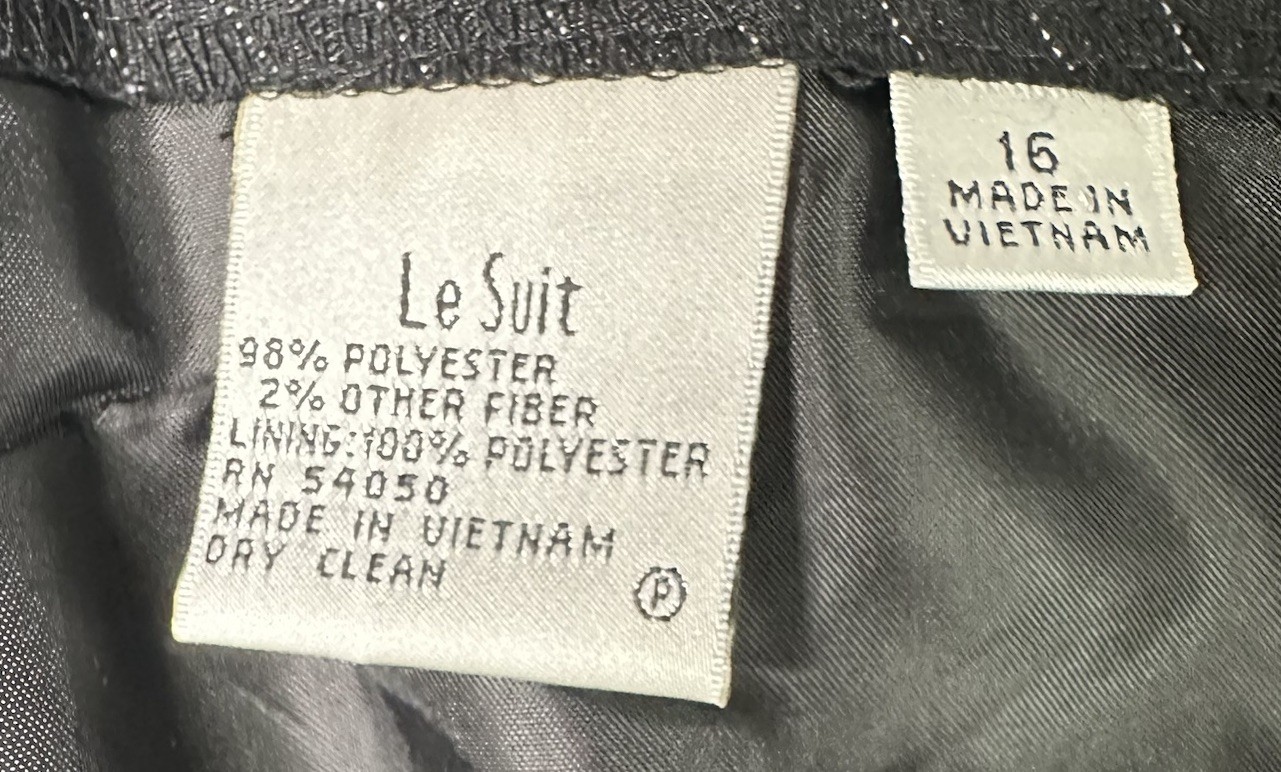 Le Suit
98% POLYESTER
2% OTHER FIBER
LINING:100% POLYESTER
RN 54050
MADE IN VIETNAM
DRY CLEAN
P
16
MADE IN
VIETNAM